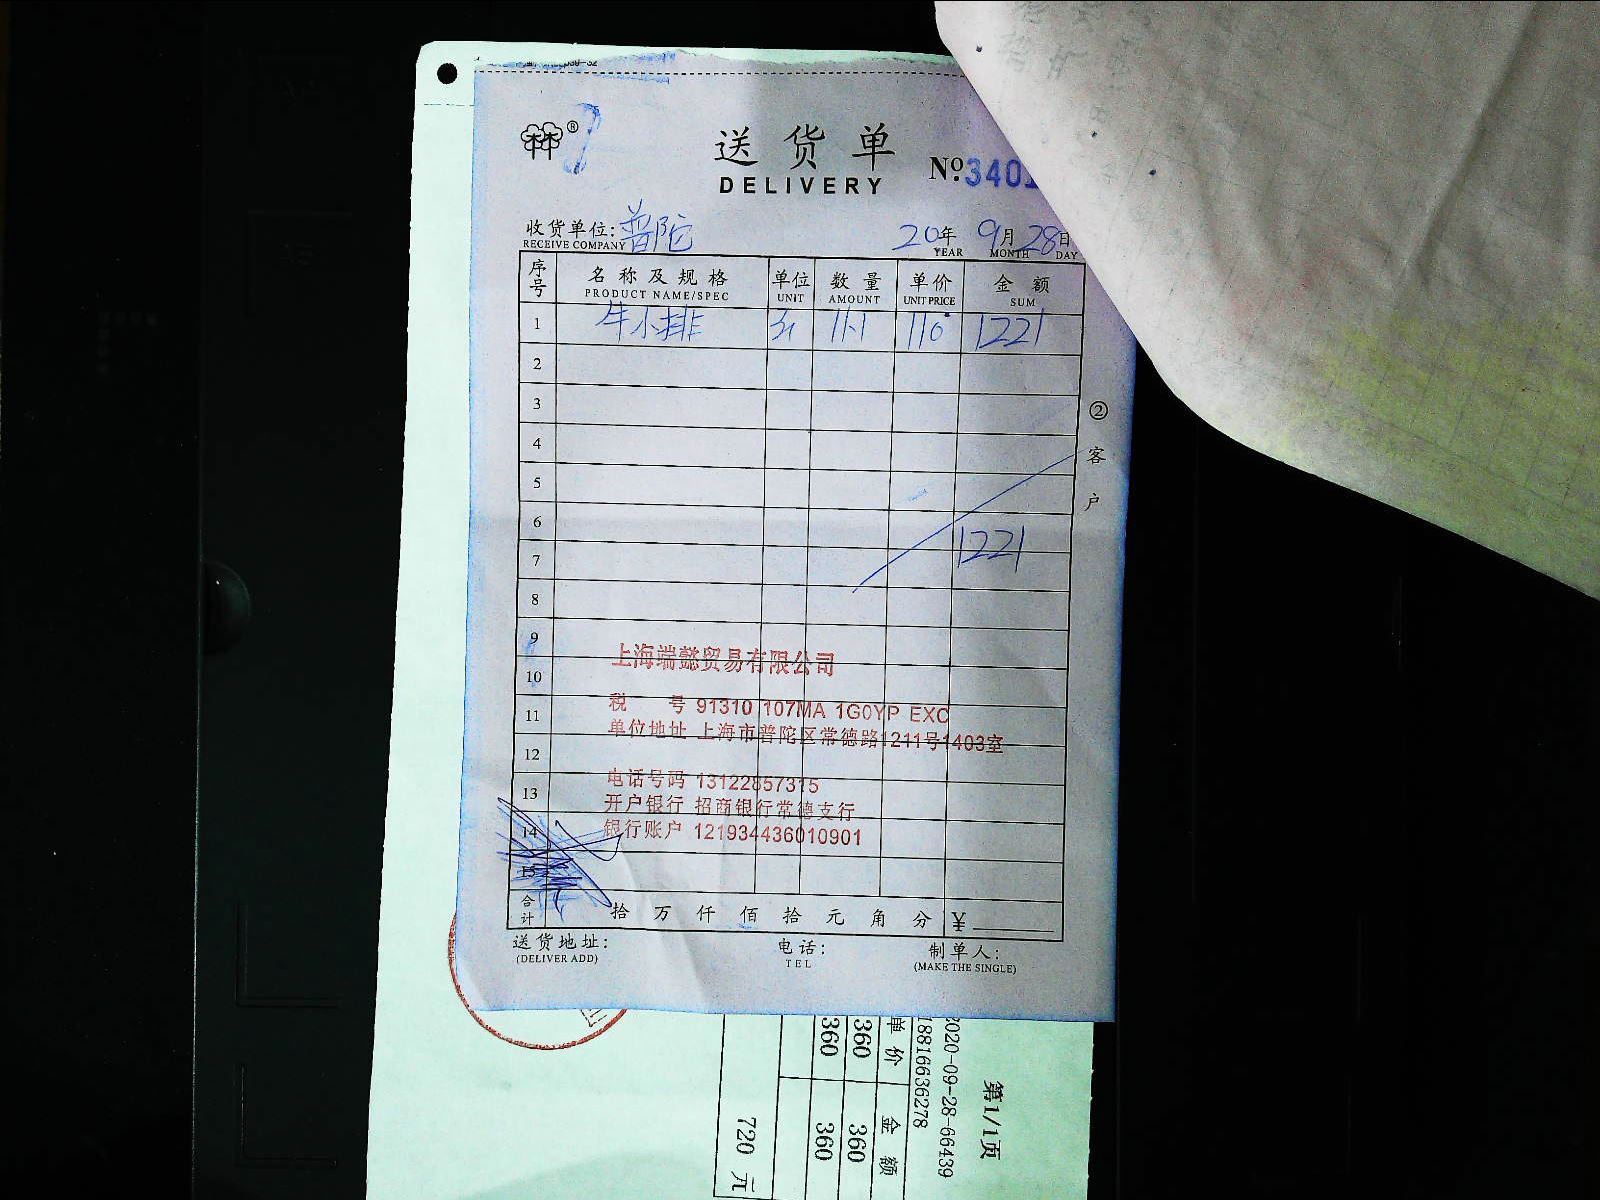 送货单
DELIVERY
№3401
收货单位:普陀 20年 9月 28日
RECEIVE COMPANY YEAR MONTH DAY
序号 名称及规格 单位 数量 单价 金额
PRODUCT NAME/SPEC UNIT AMOUNT UNIT PRICE SUM
1 牛小排 11.1 110 1221
2
3
4
5
6
1221
7
8
9
10
11
12
13
14
15
② 客户
上海端懿贸易有限公司
税 号 91310 107MA 1G0YP EXC
单位地址 上海市普陀区常德路1211号1403室
电话号码 13122857315
开户银行 招商银行常德支行
银行账户 121934436010901
合计 拾 万 仟 佰 拾 元 角 分 ¥
送货地址: 电话: 制单人:
(DELIVER ADD) TEL (MAKE THE SINGLE)
第1/1页
2020-09-28-66439
18816636278
单价 金额
360 360
360 360
720 元